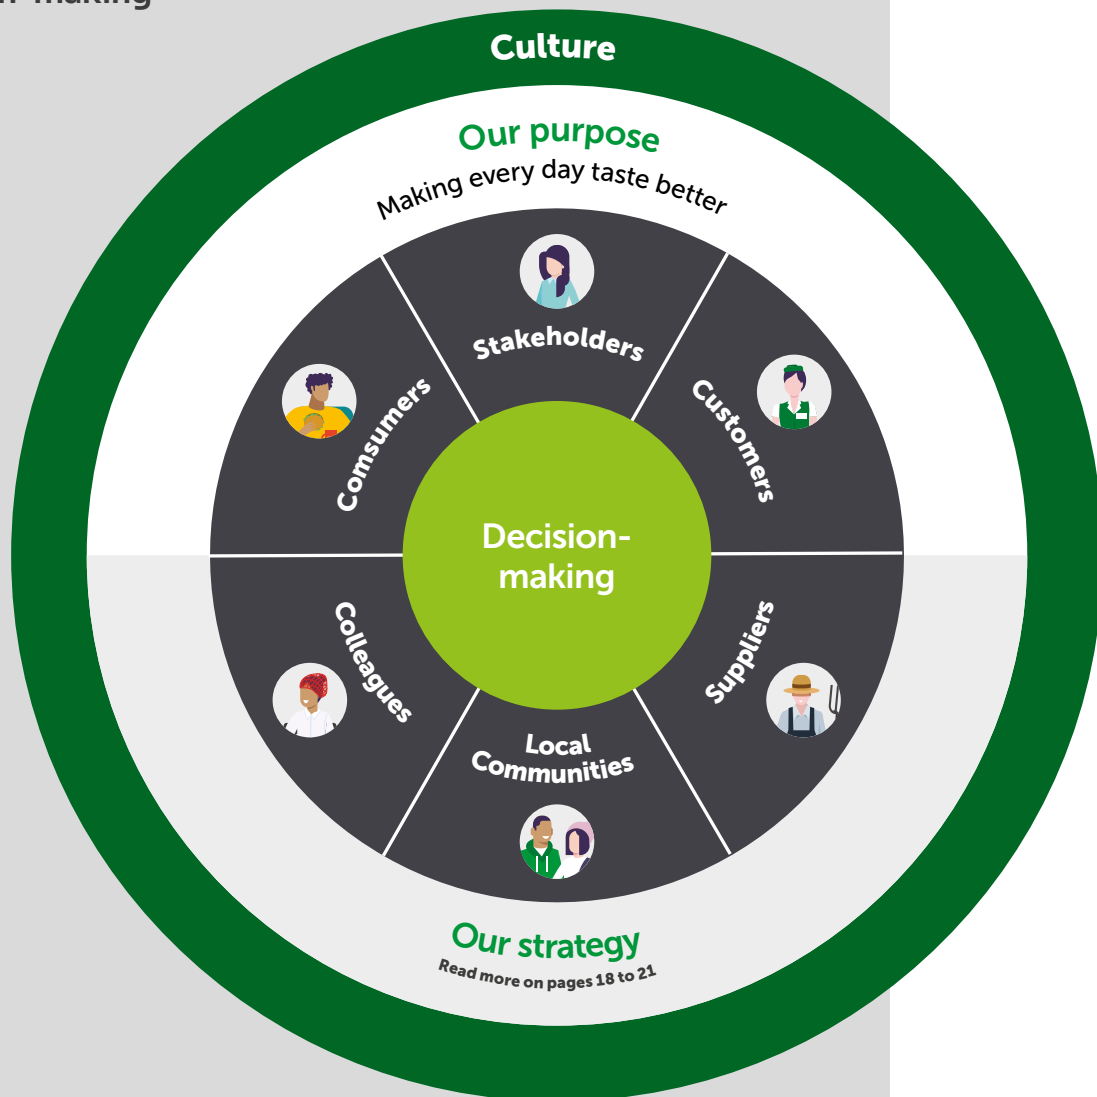 n-making
Culture
Our purpose
Making every day taste better
Stakeholders
Comsumers
Customers
Decision-
making
Colleagues
Suppliers
Local
Communities
Our strategy
Read more on pages 18 to 21